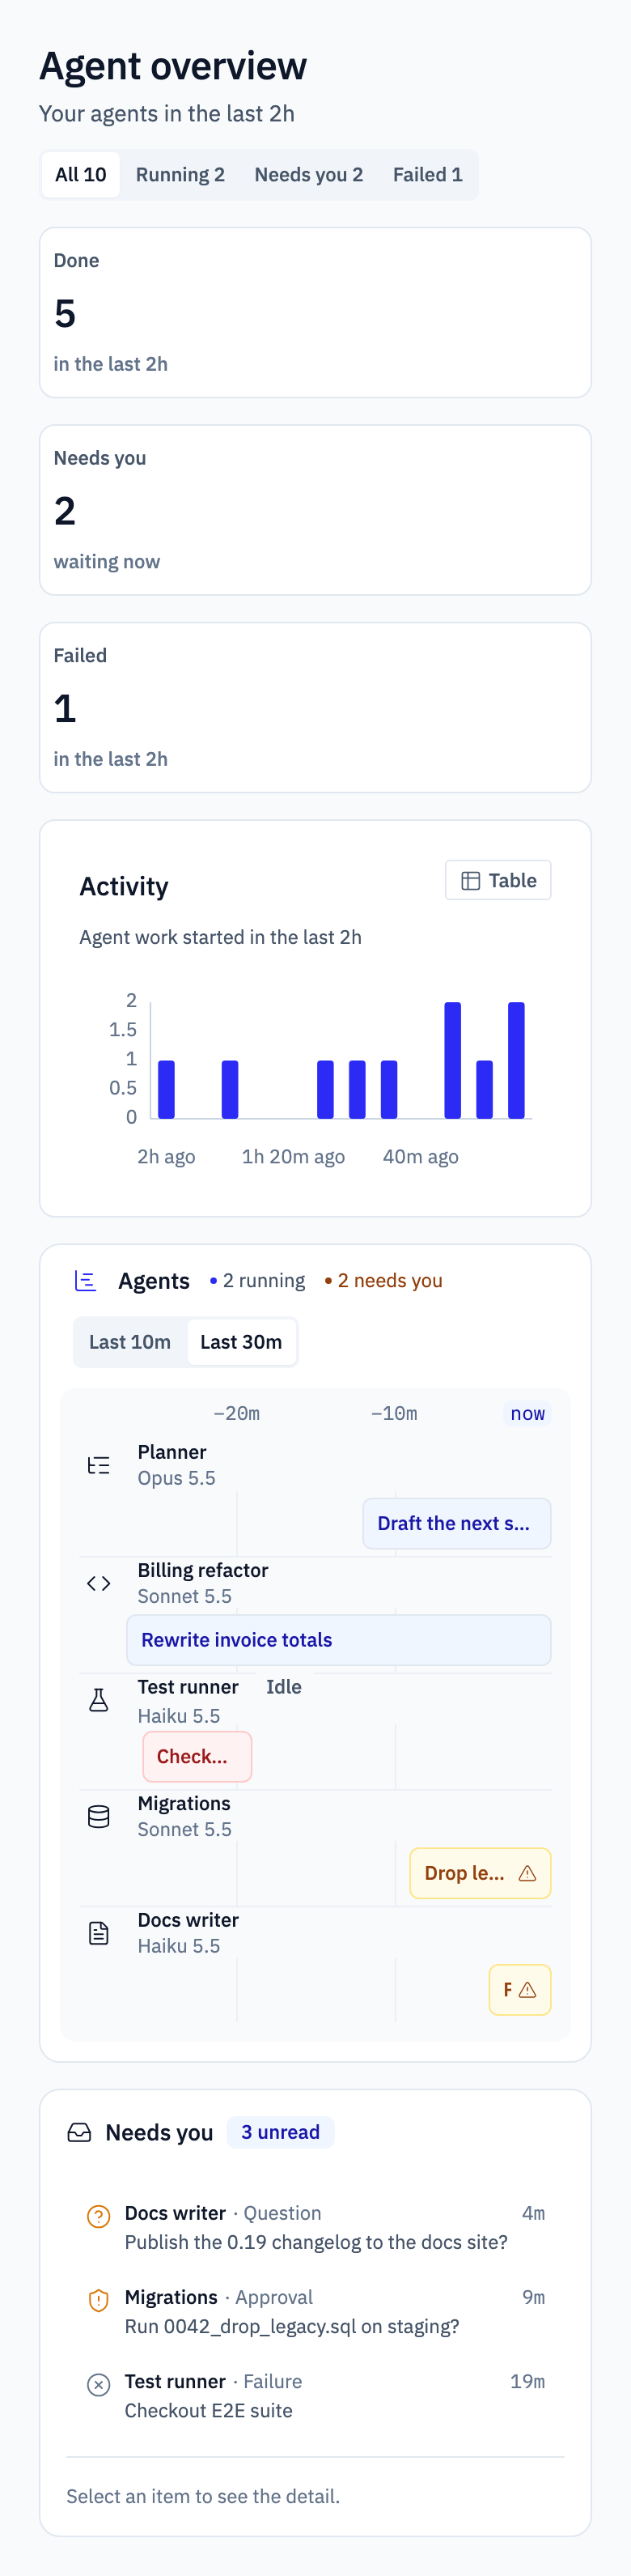 Agent overview
Your agents in the last 2h
All 10 Running 2 Needs you 2 Failed 1
Done
5
in the last 2h
Needs you
2
waiting now
Failed
1
in the last 2h
Activity
Table
Agent work started in the last 2h
2
1.5
1
0.5
0
2h ago 1h 20m ago 40m ago
Agents • 2 running • 2 needs you
Last 10m Last 30m
−20m −10m now
Planner
Opus 5.5
Draft the next s...
Billing refactor
Sonnet 5.5
Rewrite invoice totals
Test runner Idle
Haiku 5.5
Check...
Migrations
Sonnet 5.5
Drop le...
Docs writer
Haiku 5.5
Needs you 3 unread
Docs writer · Question 4m
Publish the 0.19 changelog to the docs site?
Migrations · Approval 9m
Run 0042_drop_legacy.sql on staging?
Test runner · Failure 19m
Checkout E2E suite
Select an item to see the detail.